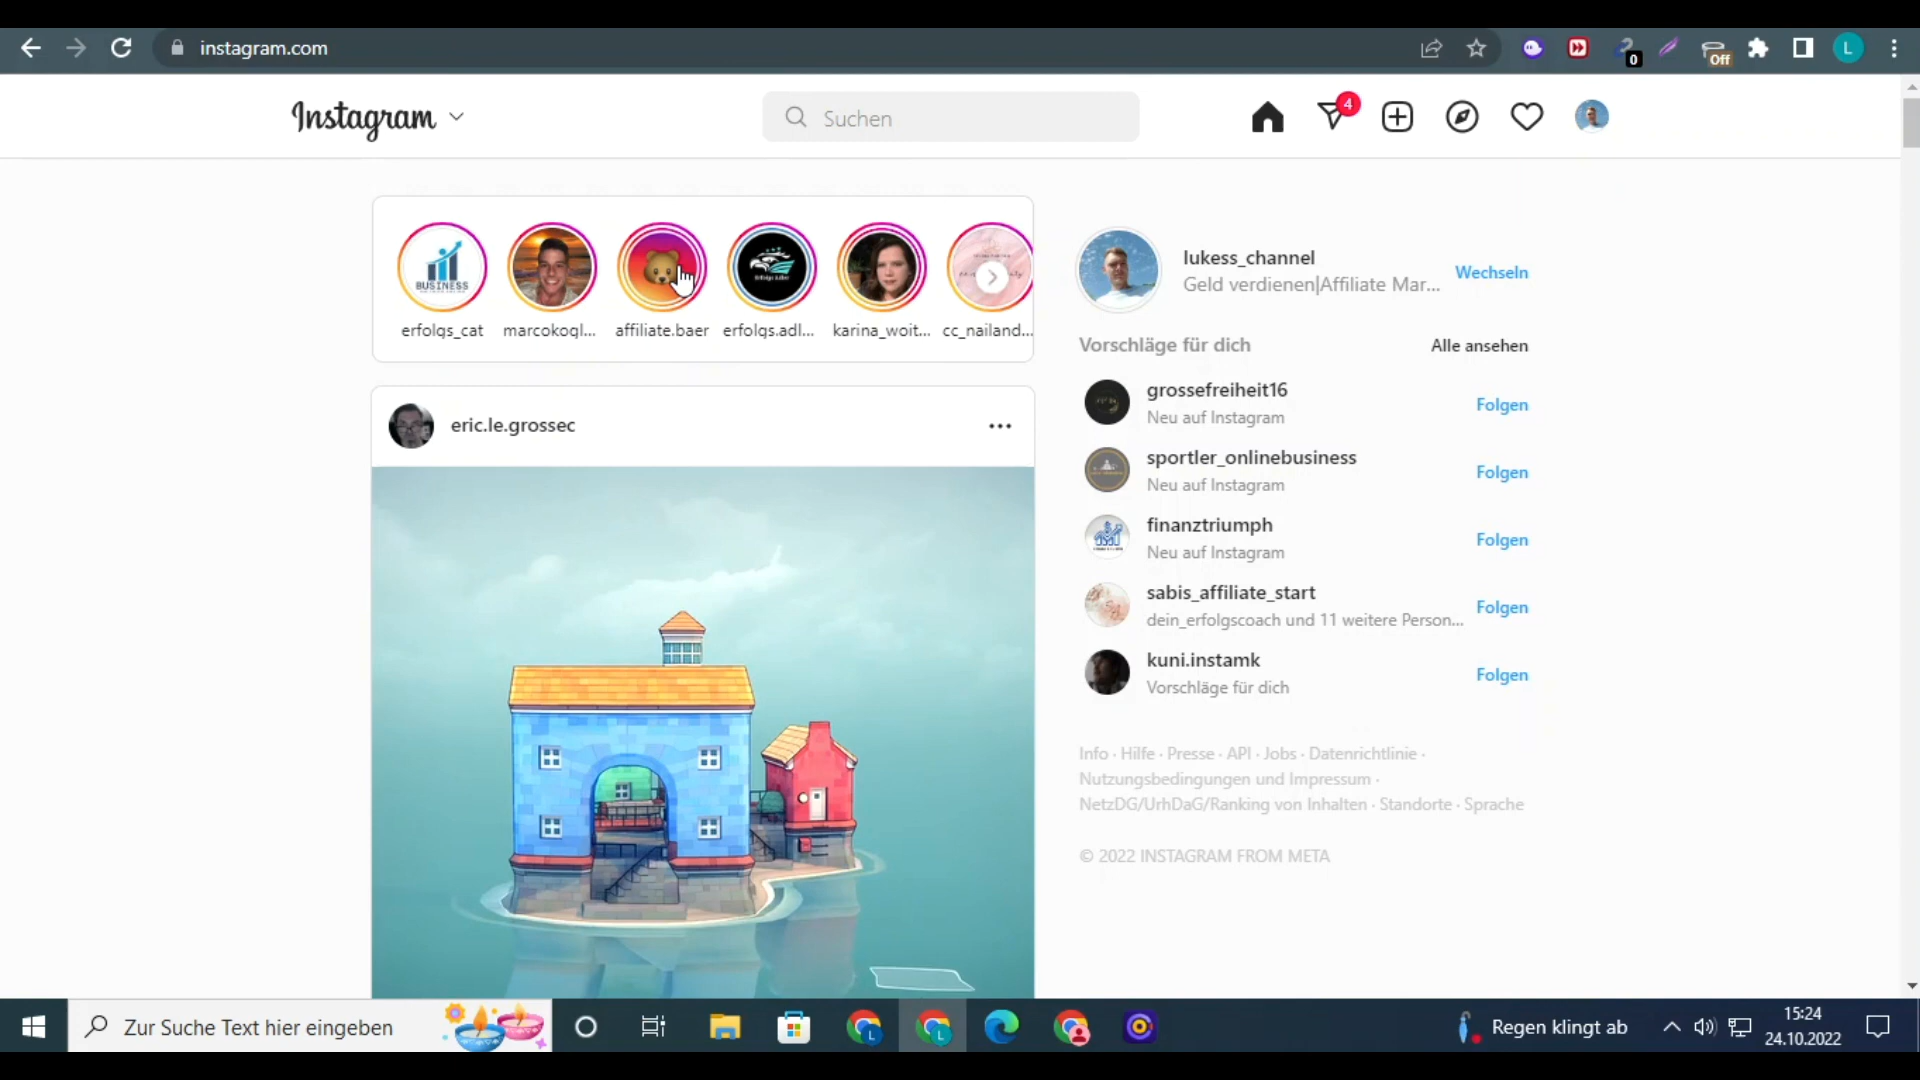 instagram.com
0
Off
L
Instagram
Suchen
4
BUSINESS
erfolgs_cat
marcokogl...
affiliate.baer
erfolgs.adl...
karina_woit...
cc_nailand...
lukess_channel
Geld verdienen|Affiliate Mar...
Wechseln
Vorschläge für dich
Alle ansehen
eric.le.grossec
grossefreiheit16
Neu auf Instagram
Folgen
sportler_onlinebusiness
Neu auf Instagram
Folgen
finanztriumph
Neu auf Instagram
Folgen
sabis_affiliate_start
dein_erfolgscoach und 11 weitere Person...
Folgen
kuni.instamk
Vorschläge für dich
Folgen
Info · Hilfe · Presse · API · Jobs · Datenrichtlinie ·
Nutzungsbedingungen und Impressum ·
NetzDG/UrhDaG/Ranking von Inhalten · Standorte · Sprache
© 2022 INSTAGRAM FROM META
Zur Suche Text hier eingeben
L
L
Regen klingt ab
15:24
24.10.2022